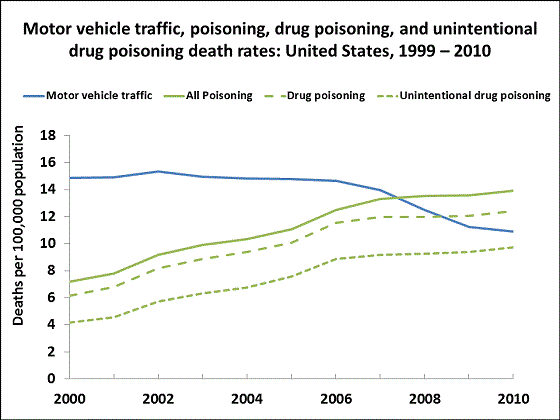 Motor vehicle traffic, poisoning, drug poisoning, and unintentional
drug poisoning death rates: United States, 1999 – 2010
Motor vehicle traffic All Poisoning Drug poisoning Unintentional drug poisoning
Deaths per 100,000 population
18
16
14
12
10
8
6
4
2
0
2000 2002 2004 2006 2008 2010